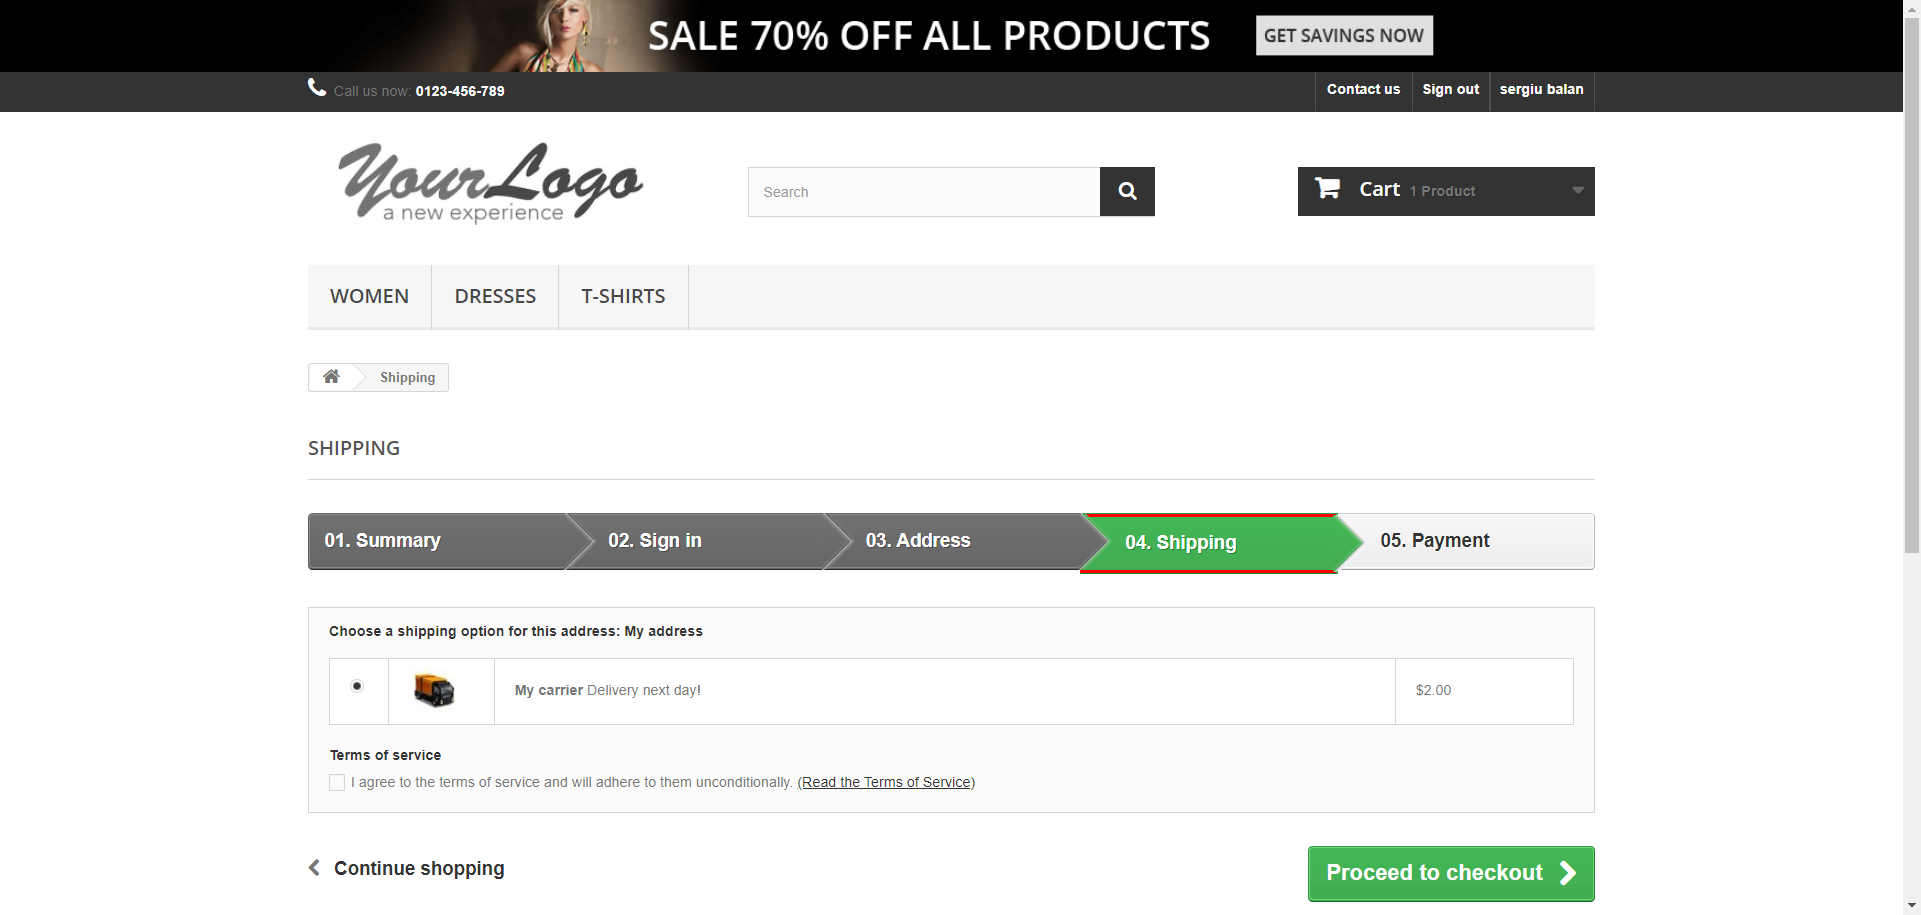 SALE 70% OFF ALL PRODUCTS GET SAVINGS NOW
Call us now: 0123-456-789 Contact us Sign out sergiu balan
YourLogo
a new experience
Search
Cart 1 Product
WOMEN DRESSES T-SHIRTS
Shipping
SHIPPING
01. Summary 02. Sign in 03. Address 04. Shipping 05. Payment
Choose a shipping option for this address: My address
My carrier Delivery next day! $2.00
Terms of service
I agree to the terms of service and will adhere to them unconditionally. (Read the Terms of Service)
Continue shopping Proceed to checkout